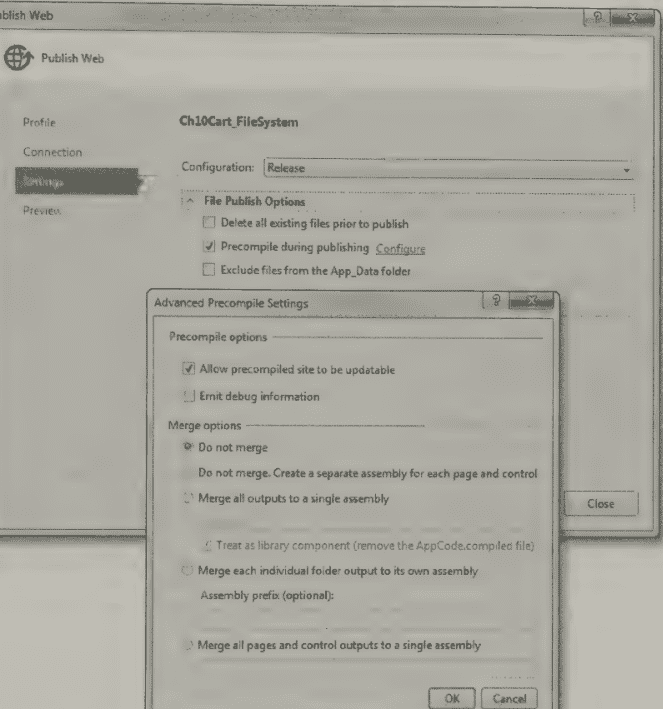 ublish Web
Publish Web
Profile
Connection
Settings
Preview
Ch10Cart_FileSystem
Configuration: Release
File Publish Options
Delete all existing files prior to publish
Precompile during publishing Configure
Exclude files from the App_Data folder
Advanced Precompile Settings
Precompile options
Allow precompiled site to be updatable
Emit debug information
Merge options
Do not merge
Do not merge. Create a separate assembly for each page and control
Merge all outputs to a single assembly
Treat as library component (remove the AppCode.compiled file)
Merge each individual folder output to its own assembly
Assembly prefix (optional):
Merge all pages and control outputs to a single assembly
OK Cancel
Close